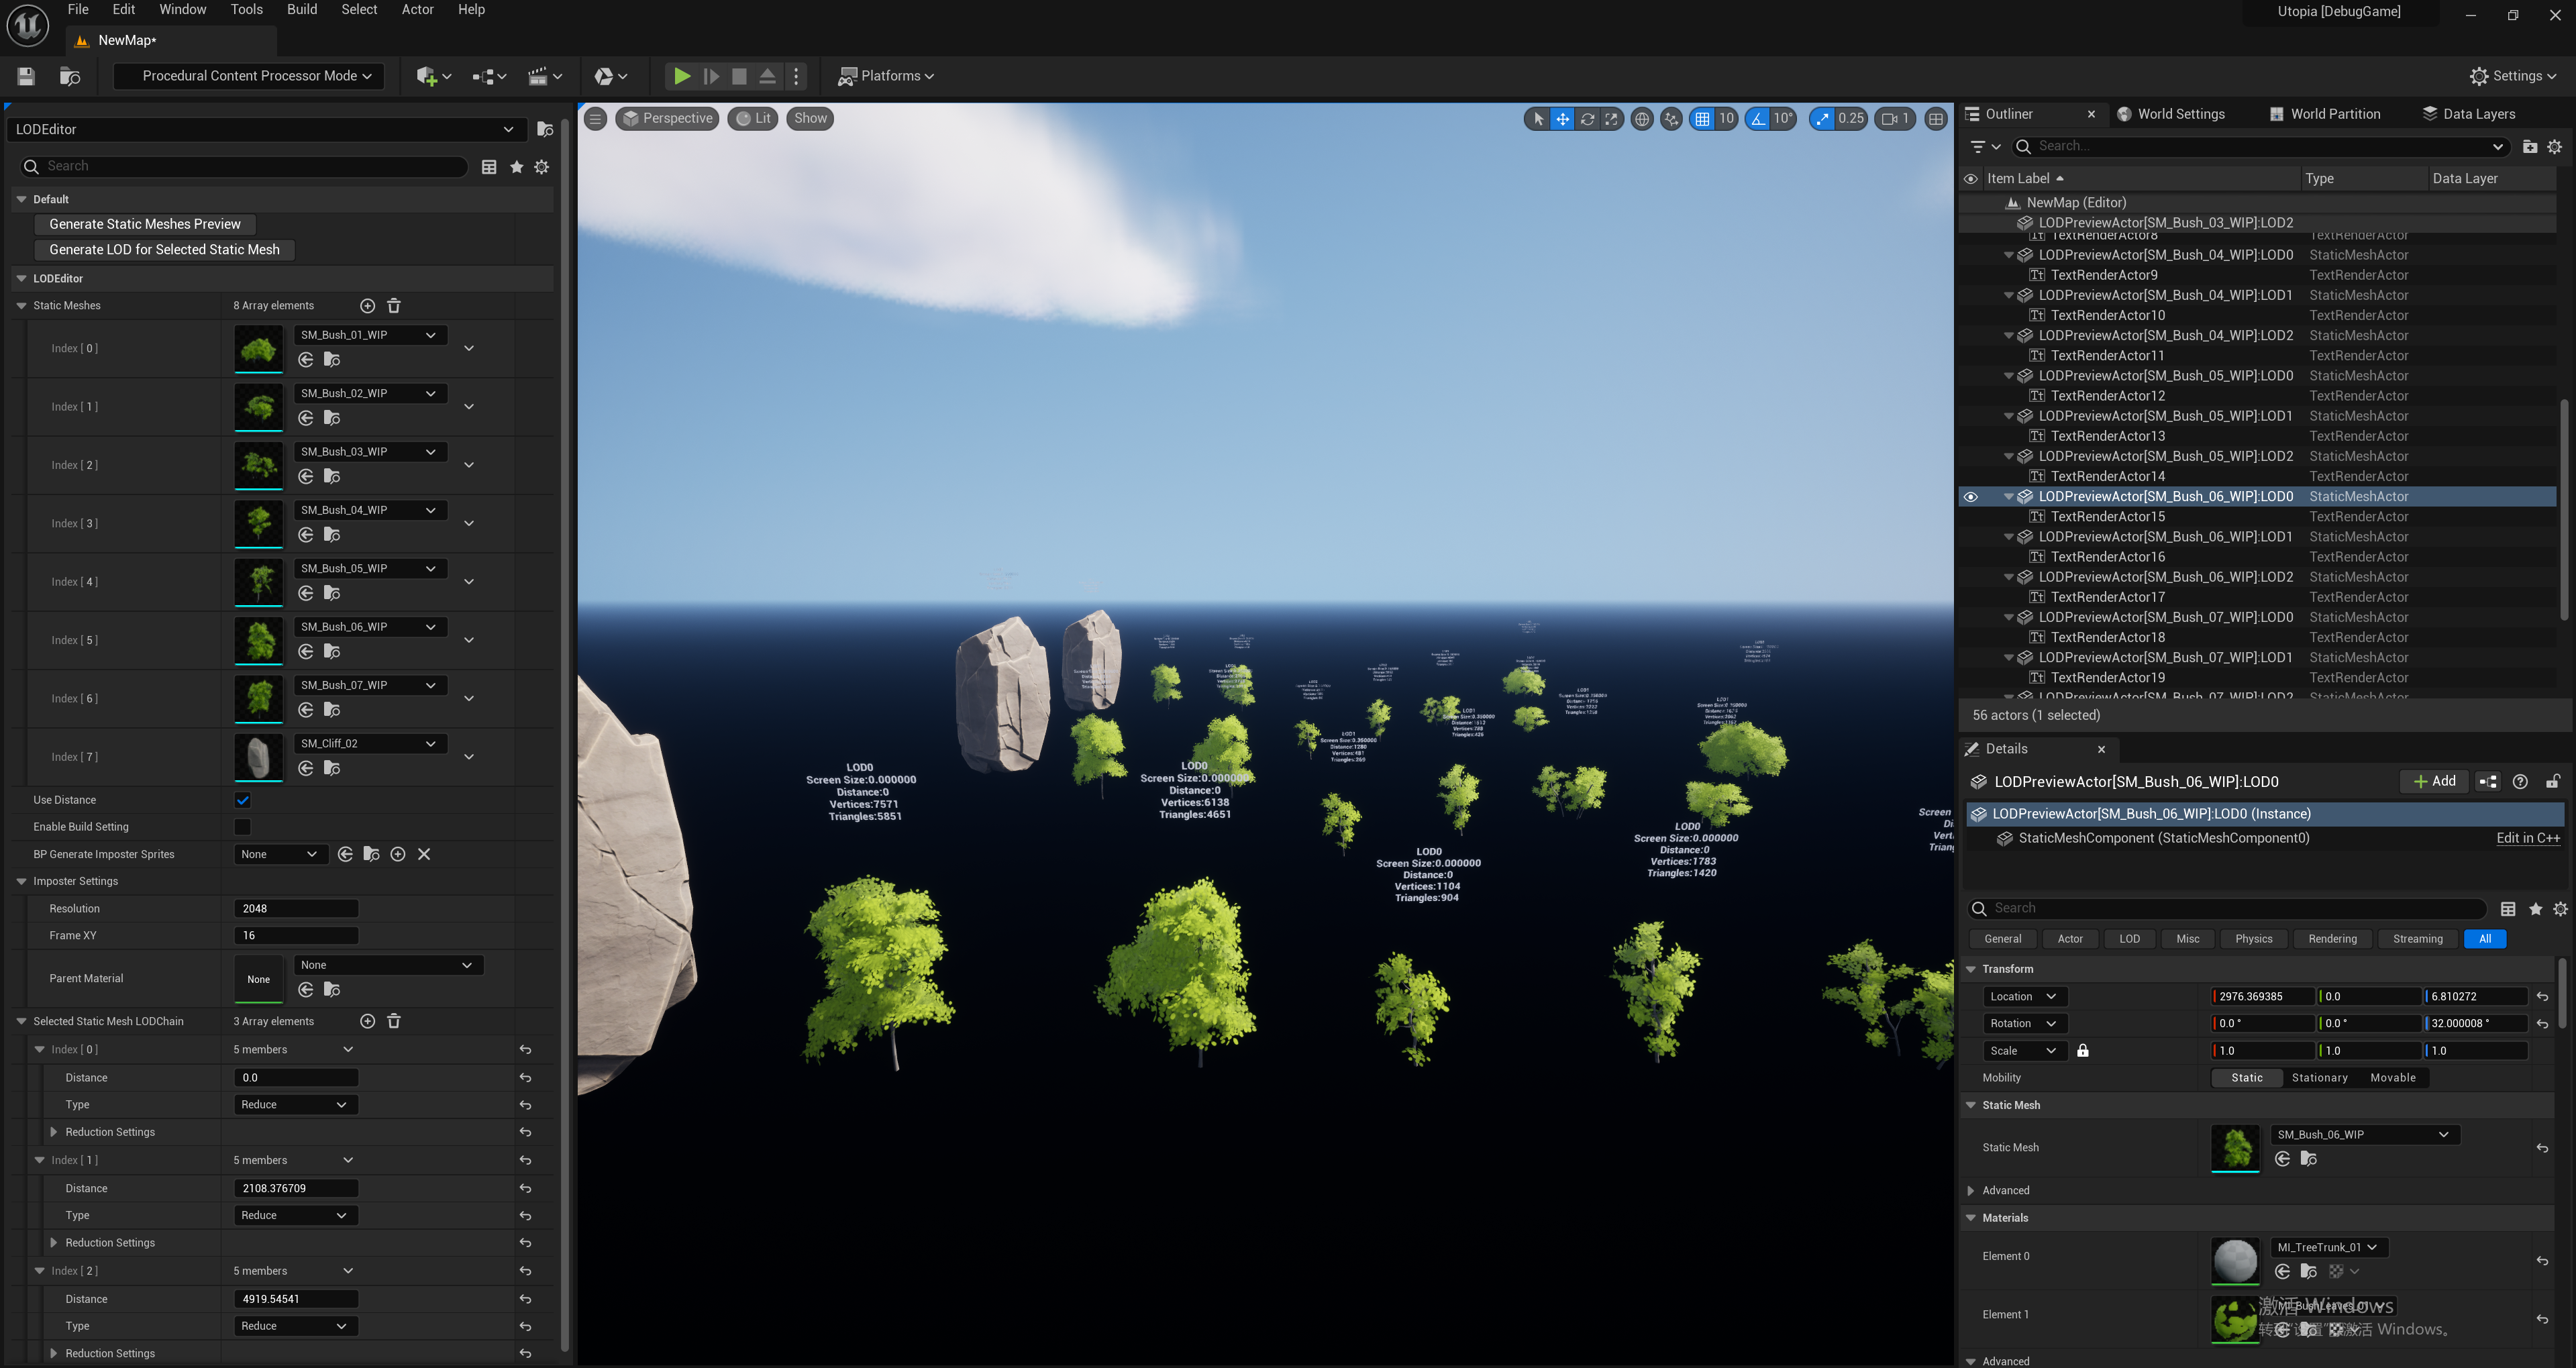 File Edit Window Tools Build Select Actor Help
Utopia [DebugGame]
NewMap*
Procedural Content Processor Mode
Platforms
Settings
LODEditor
Search
Default
Generate Static Meshes Preview
Generate LOD for Selected Static Mesh
LODEditor
Static Meshes 8 Array elements
Index [ 0 ] SM_Bush_01_WIP
Index [ 1 ] SM_Bush_02_WIP
Index [ 2 ] SM_Bush_03_WIP
Index [ 3 ] SM_Bush_04_WIP
Index [ 4 ] SM_Bush_05_WIP
Index [ 5 ] SM_Bush_06_WIP
Index [ 6 ] SM_Bush_07_WIP
Index [ 7 ] SM_Cliff_02
Use Distance
Enable Build Setting
BP Generate Imposter Sprites None
Imposter Settings
Resolution 2048
Frame XY 16
Parent Material None None
Selected Static Mesh LODChain 3 Array elements
Index [ 0 ] 5 members
Distance 0.0
Type Reduce
Reduction Settings
Index [ 1 ] 5 members
Distance 2108.376709
Type Reduce
Reduction Settings
Index [ 2 ] 5 members
Distance 4919.54541
Type Reduce
Reduction Settings
Perspective Lit Show
10 10° 0.25 1
LOD0
Screen Size:0.000000
Distance:0
Vertices:7571
Triangles:5851
LOD0
Screen Size:0.000000
Distance:0
Vertices:6138
Triangles:4651
LOD0
Screen Size:0.000000
Distance:0
Vertices:1104
Triangles:904
LOD0
Screen Size:0.000000
Distance:0
Vertices:1783
Triangles:1420
Outliner World Settings World Partition Data Layers
Search...
Item Label Type Data Layer
NewMap (Editor)
LODPreviewActor[SM_Bush_03_WIP]:LOD2
TextRenderActor8 TextRenderActor
LODPreviewActor[SM_Bush_04_WIP]:LOD0 StaticMeshActor
TextRenderActor9 TextRenderActor
LODPreviewActor[SM_Bush_04_WIP]:LOD1 StaticMeshActor
TextRenderActor10 TextRenderActor
LODPreviewActor[SM_Bush_04_WIP]:LOD2 StaticMeshActor
TextRenderActor11 TextRenderActor
LODPreviewActor[SM_Bush_05_WIP]:LOD0 StaticMeshActor
TextRenderActor12 TextRenderActor
LODPreviewActor[SM_Bush_05_WIP]:LOD1 StaticMeshActor
TextRenderActor13 TextRenderActor
LODPreviewActor[SM_Bush_05_WIP]:LOD2 StaticMeshActor
TextRenderActor14 TextRenderActor
LODPreviewActor[SM_Bush_06_WIP]:LOD0 StaticMeshActor
TextRenderActor15 TextRenderActor
LODPreviewActor[SM_Bush_06_WIP]:LOD1 StaticMeshActor
TextRenderActor16 TextRenderActor
LODPreviewActor[SM_Bush_06_WIP]:LOD2 StaticMeshActor
TextRenderActor17 TextRenderActor
LODPreviewActor[SM_Bush_07_WIP]:LOD0 StaticMeshActor
TextRenderActor18 TextRenderActor
LODPreviewActor[SM_Bush_07_WIP]:LOD1 StaticMeshActor
TextRenderActor19 TextRenderActor
LODPreviewActor[SM_Bush_07_WIP]:LOD2 StaticMeshActor
56 actors (1 selected)
Details
LODPreviewActor[SM_Bush_06_WIP]:LOD0 Add
LODPreviewActor[SM_Bush_06_WIP]:LOD0 (Instance)
StaticMeshComponent (StaticMeshComponent0) Edit in C++
Search
General Actor LOD Misc Physics Rendering Streaming All
Transform
Location 2976.369385 0.0 6.810272
Rotation 0.0 ° 0.0 ° 32.000008 °
Scale 1.0 1.0 1.0
Mobility Static Stationary Movable
Static Mesh
Static Mesh SM_Bush_06_WIP
Advanced
Materials
Element 0 MI_TreeTrunk_01
Element 1 MI_BushLeaves_01
激活 Windows
转到"设置"以激活 Windows。
Advanced